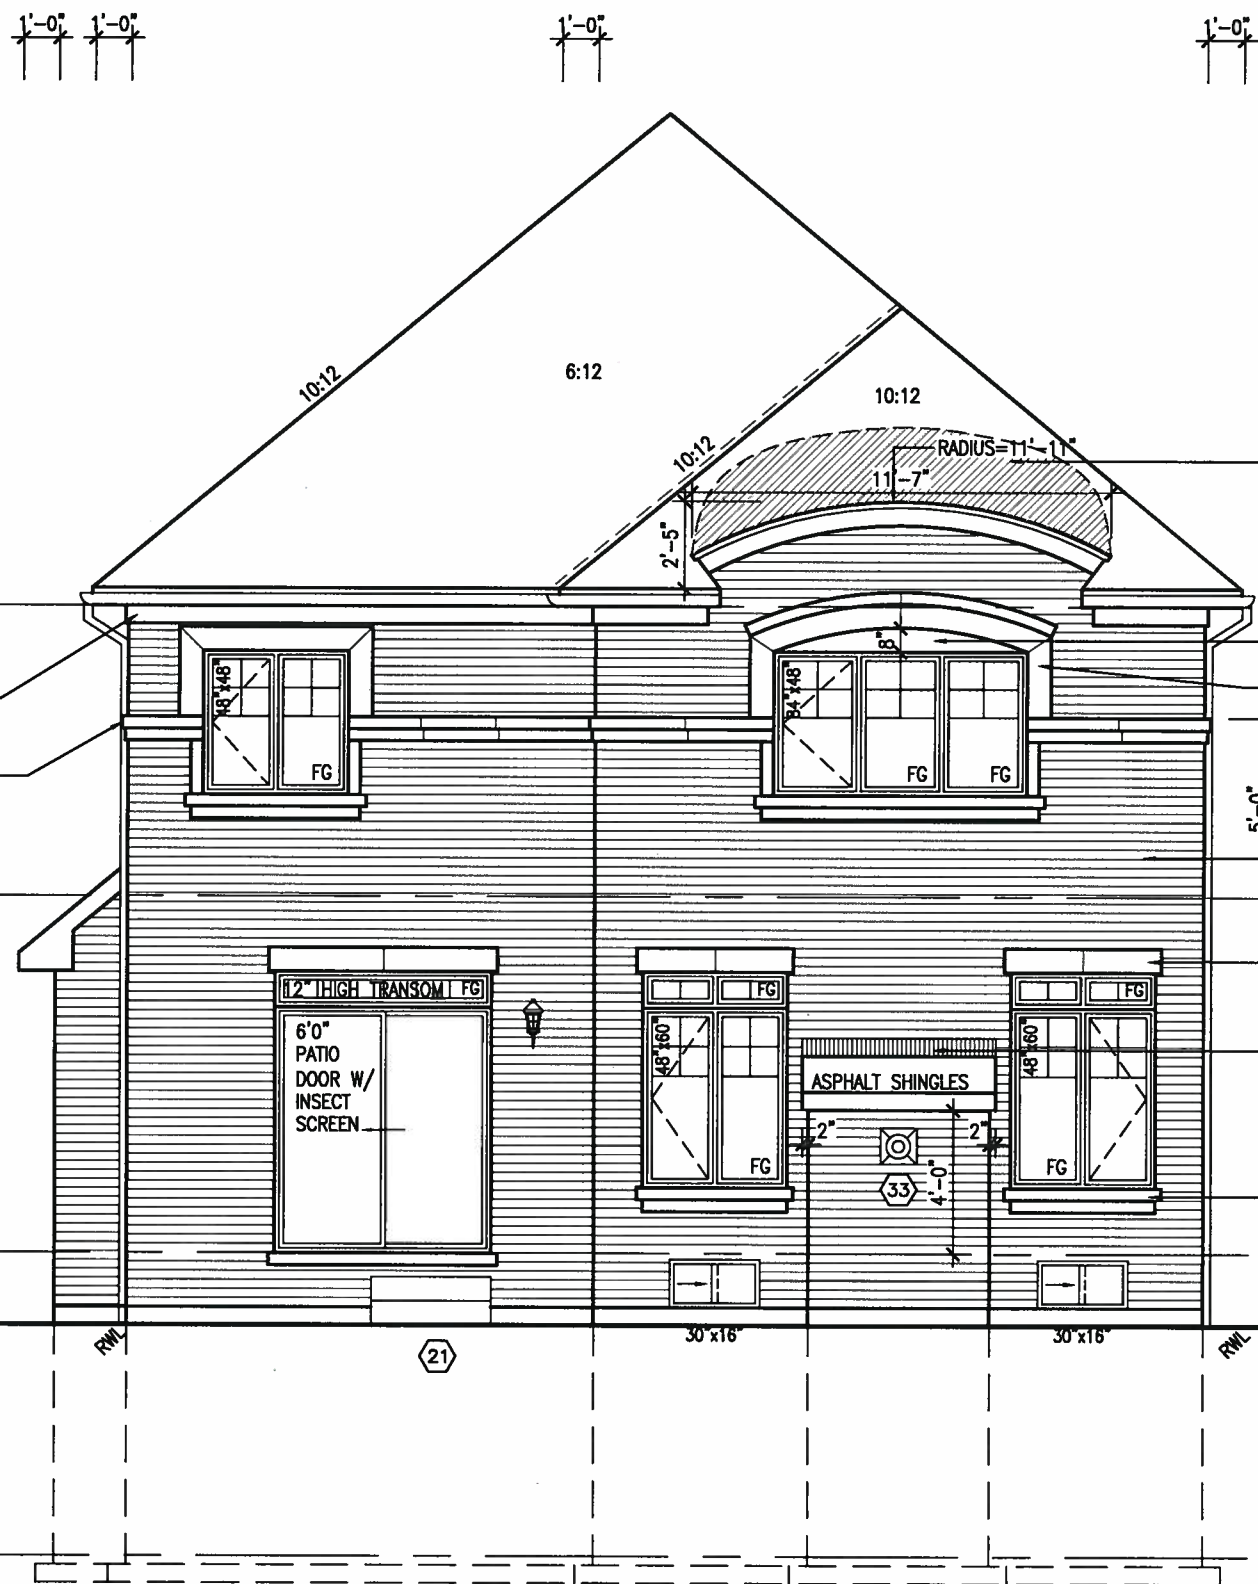 1'-0"
1'-0"
1'-0"
1'-0"
10:12
6:12
10:12
10:12
RADIUS=11'-11"
11'-7"
2'-5"
8"
48"x48"
FG
84"x48"
FG
FG
5'-0"
12" HIGH TRANSOM FG
6'0"
PATIO
DOOR W/
INSECT
SCREEN
FG
48"x60"
FG
ASPHALT SHINGLES
2"
2"
33
4'-0"
FG
48"x60"
FG
RWL
21
30"x16"
30"x16"
RWL